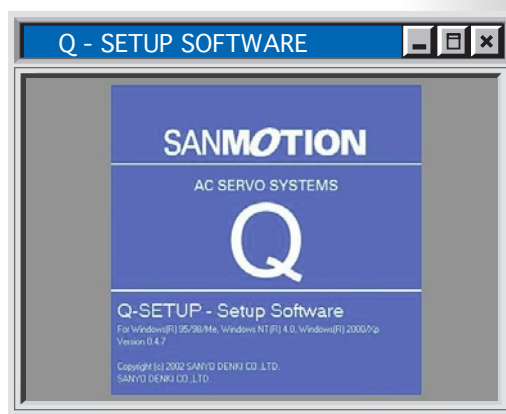 Q - SETUP SOFTWARE
SANMOTION
AC SERVO SYSTEMS
Q
Q-SETUP - Setup Software
For Windows(R) 95/98/Me, Windows NT(R) 4.0, Windows(R) 2000/Xp
Version 0.4.7
Copyright (c) 2002 SANYO DENKI CO.,LTD.
SANYO DENKI CO.,LTD.